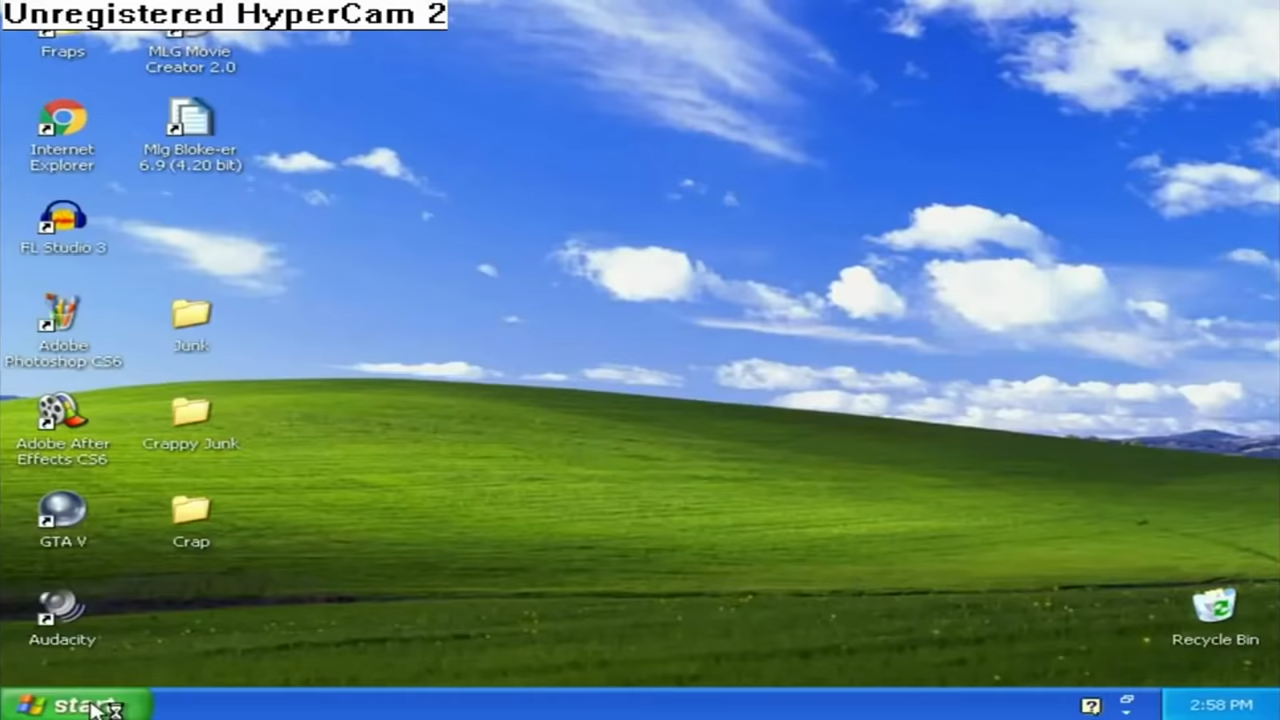 Unregistered HyperCam 2
Fraps
MLG Movie
Creator 2.0
Internet
Explorer
Mlg Bloke-er
6.9 (4.20 bit)
FL Studio 3
Adobe
Photoshop CS6
Junk
Adobe After
Effects CS6
Crappy Junk
GTA V
Crap
Audacity
Recycle Bin
start
2:58 PM